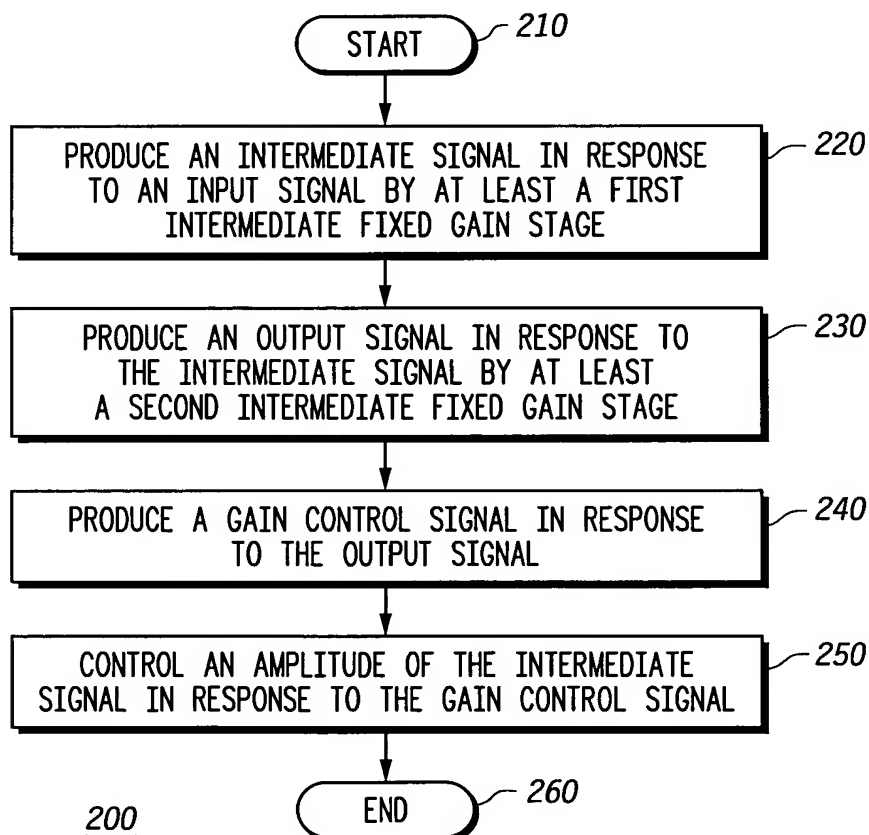 START
210
PRODUCE AN INTERMEDIATE SIGNAL IN RESPONSE
TO AN INPUT SIGNAL BY AT LEAST A FIRST
INTERMEDIATE FIXED GAIN STAGE
220
PRODUCE AN OUTPUT SIGNAL IN RESPONSE TO
THE INTERMEDIATE SIGNAL BY AT LEAST
A SECOND INTERMEDIATE FIXED GAIN STAGE
230
PRODUCE A GAIN CONTROL SIGNAL IN RESPONSE
TO THE OUTPUT SIGNAL
240
CONTROL AN AMPLITUDE OF THE INTERMEDIATE
SIGNAL IN RESPONSE TO THE GAIN CONTROL SIGNAL
250
END
260
200